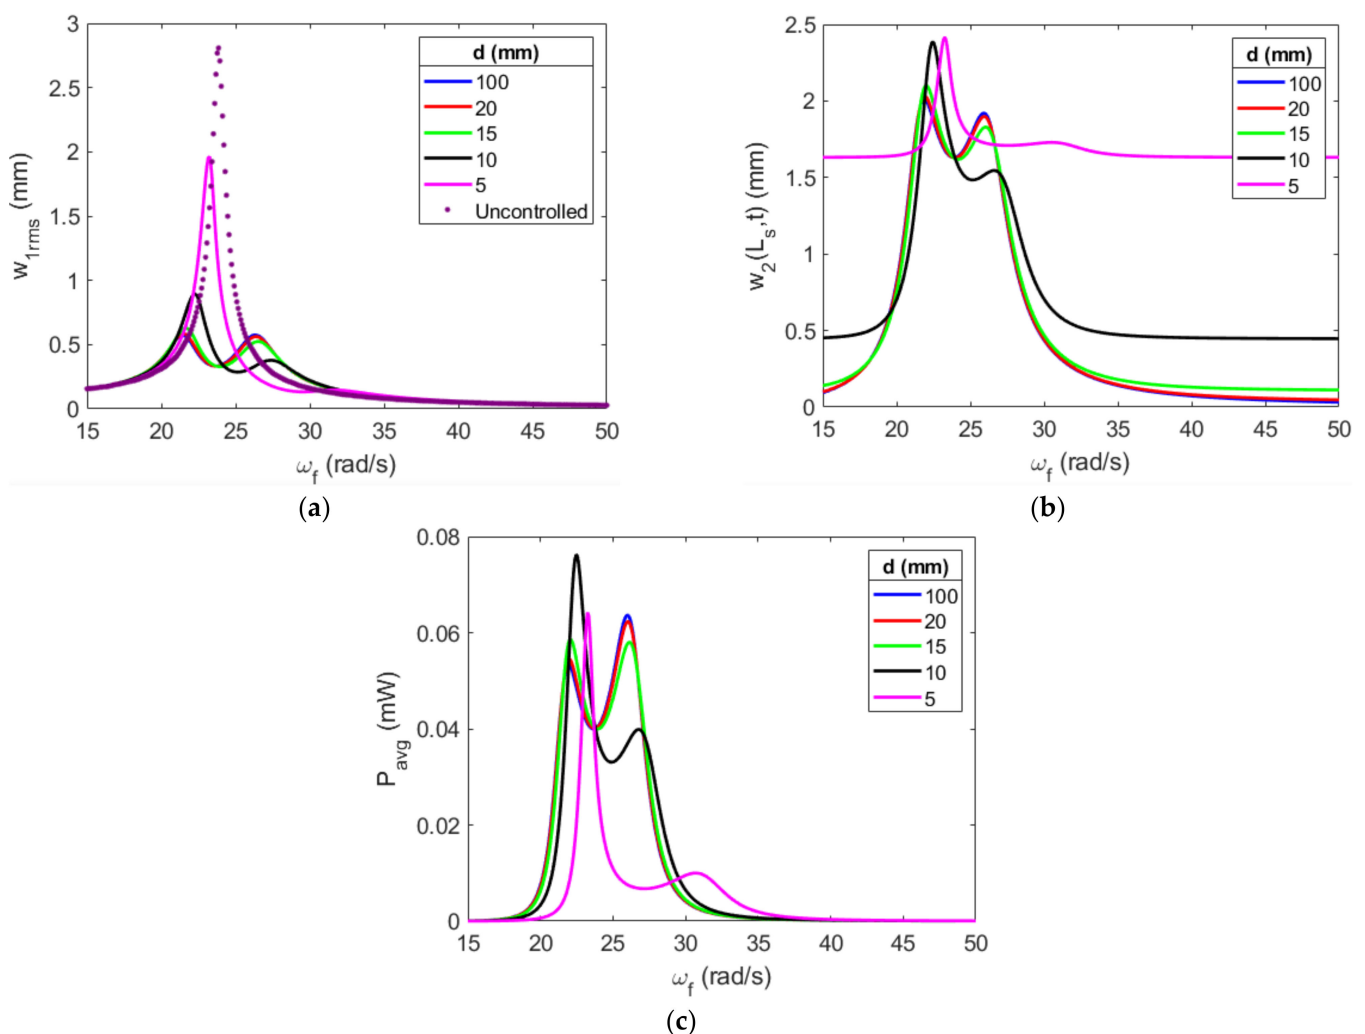 3
2.5
2
1.5
1
0.5
0
w1rms (mm)
15 20 25 30 35 40 45 50
ωf (rad/s)
d (mm)
100
20
15
10
5
Uncontrolled
(a)
2.5
2
1.5
1
0.5
0
w2(Ls,t) (mm)
15 20 25 30 35 40 45 50
ωf (rad/s)
d (mm)
100
20
15
10
5
(b)
0.08
0.06
0.04
0.02
0
Pavg (mW)
15 20 25 30 35 40 45 50
ωf (rad/s)
d (mm)
100
20
15
10
5
(c)